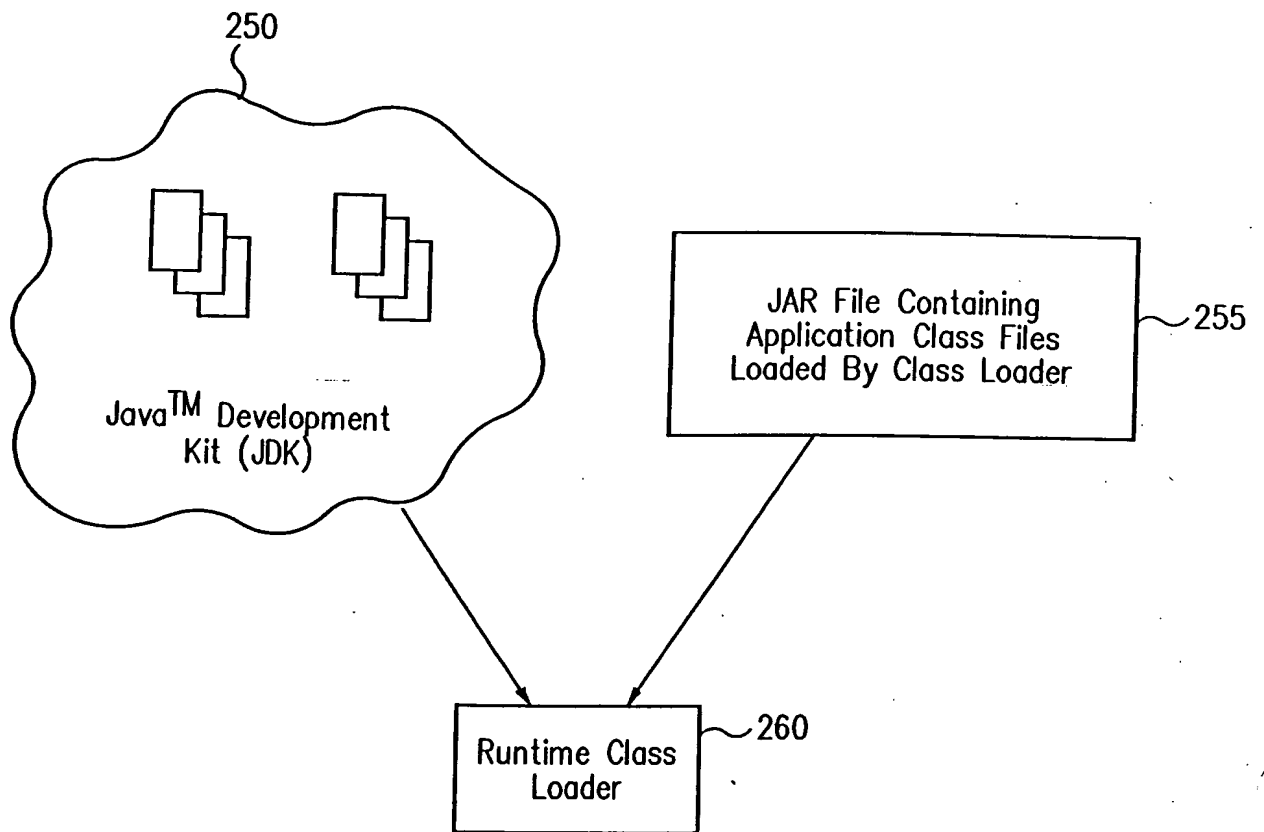 250
Java™ Development
Kit (JDK)
JAR File Containing
Application Class Files
Loaded By Class Loader
255
Runtime Class
Loader
260